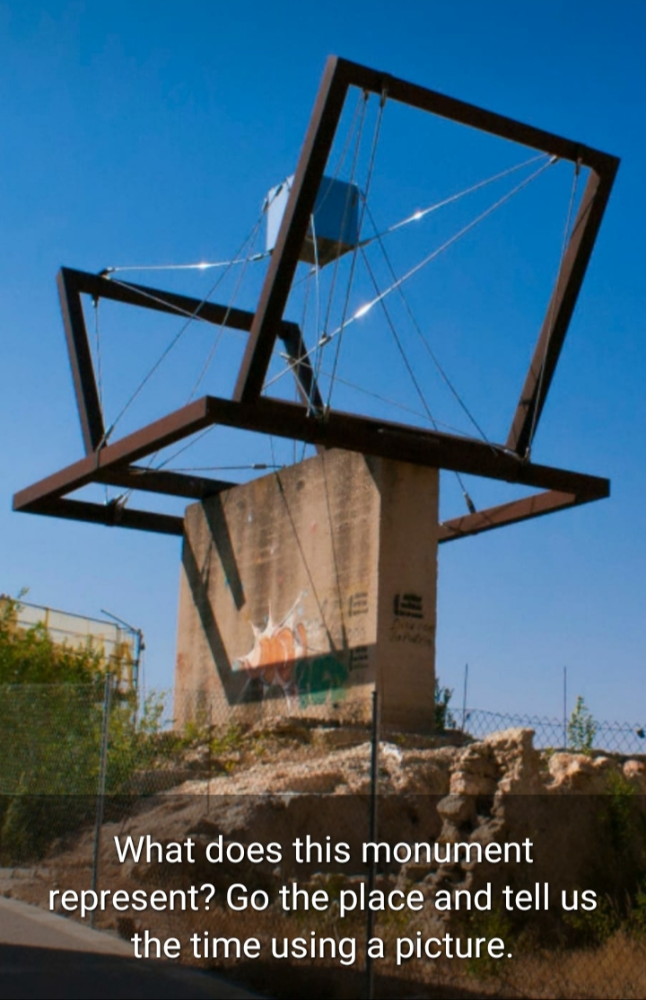 What does this monument
represent? Go the place and tell us
the time using a picture.